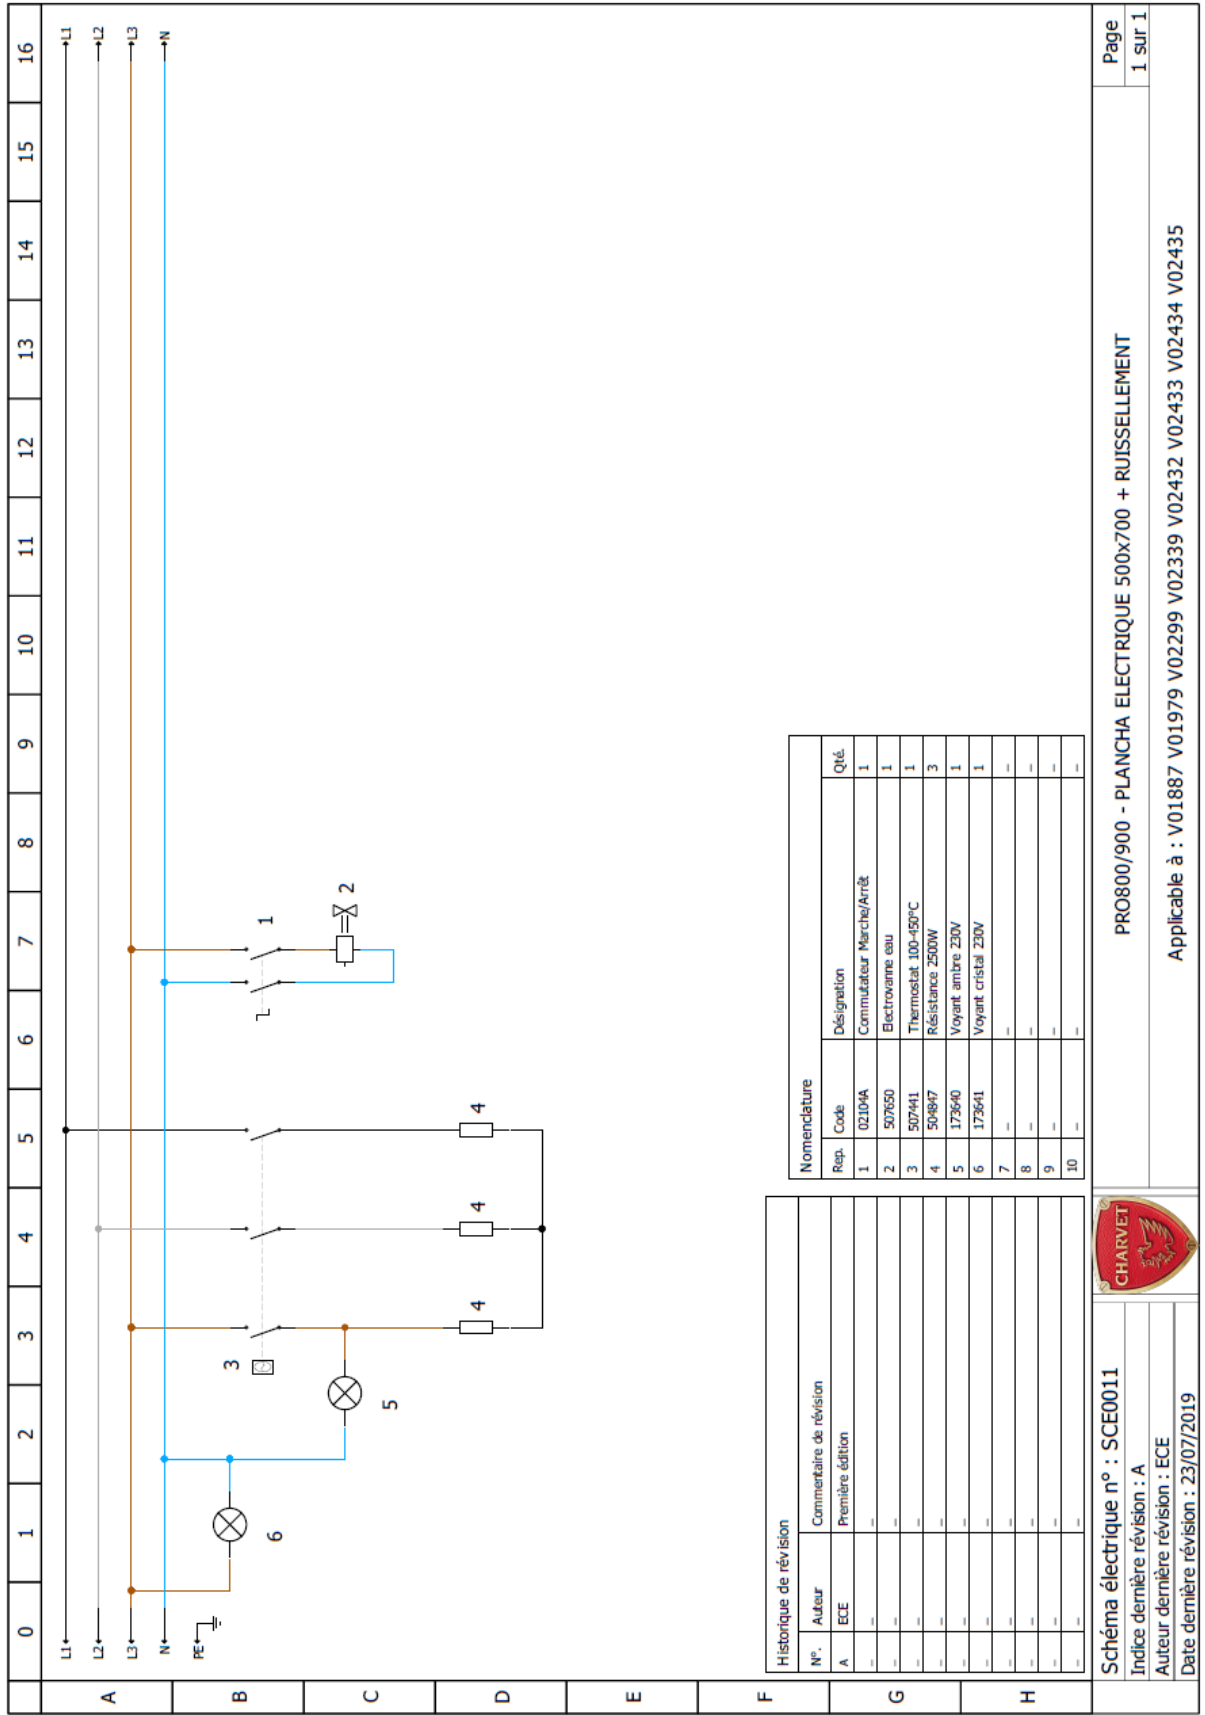 0 1 2 3 4 5 6 7 8 9 10 11 12 13 14 15 16
A
B
C
D
E
F
G
H
L1 L1
L2 L2
L3 L3
N N
PE
6
5
3
4
4
4
1
2
Historique de révision
N°. Auteur Commentaire de révision
A ECE Première édition
– – –
– – –
– – –
– – –
– – –
– – –
– – –
– – –
– – –
– – –
Nomenclature
Rep. Code Désignation Qté.
1 02104A Commutateur Marche/Arrêt 1
2 507650 Electrovanne eau 1
3 507441 Thermostat 100-450°C 1
4 504847 Résistance 2500W 3
5 173640 Voyant ambre 230V 1
6 173641 Voyant cristal 230V 1
7 – – –
8 – – –
9 – – –
10 – – –
Schéma électrique n° : SCE0011
Indice dernière révision : A
Auteur dernière révision : ECE
Date dernière révision : 23/07/2019
CHARVET
PRO800/900 - PLANCHA ELECTRIQUE 500x700 + RUISSELLEMENT
Applicable à : V01887 V01979 V02299 V02339 V02432 V02433 V02434 V02435
Page
1 sur 1